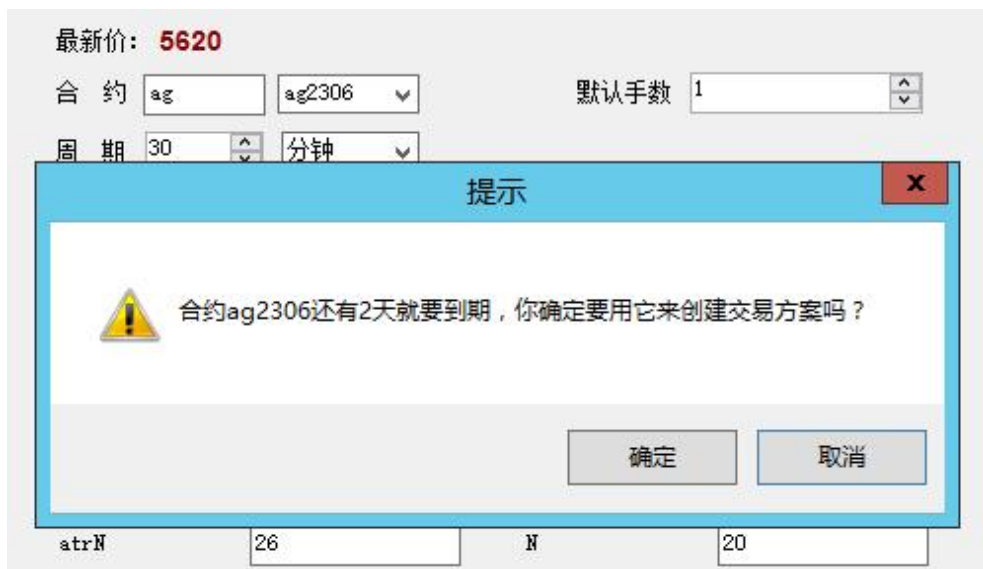 最新价: 5620
合 约 ag ag2306 默认手数 1
周 期 30 分钟
提示
x
合约ag2306还有2天就要到期，你确定要用它来创建交易方案吗？
确定 取消
atrN 26 N 20